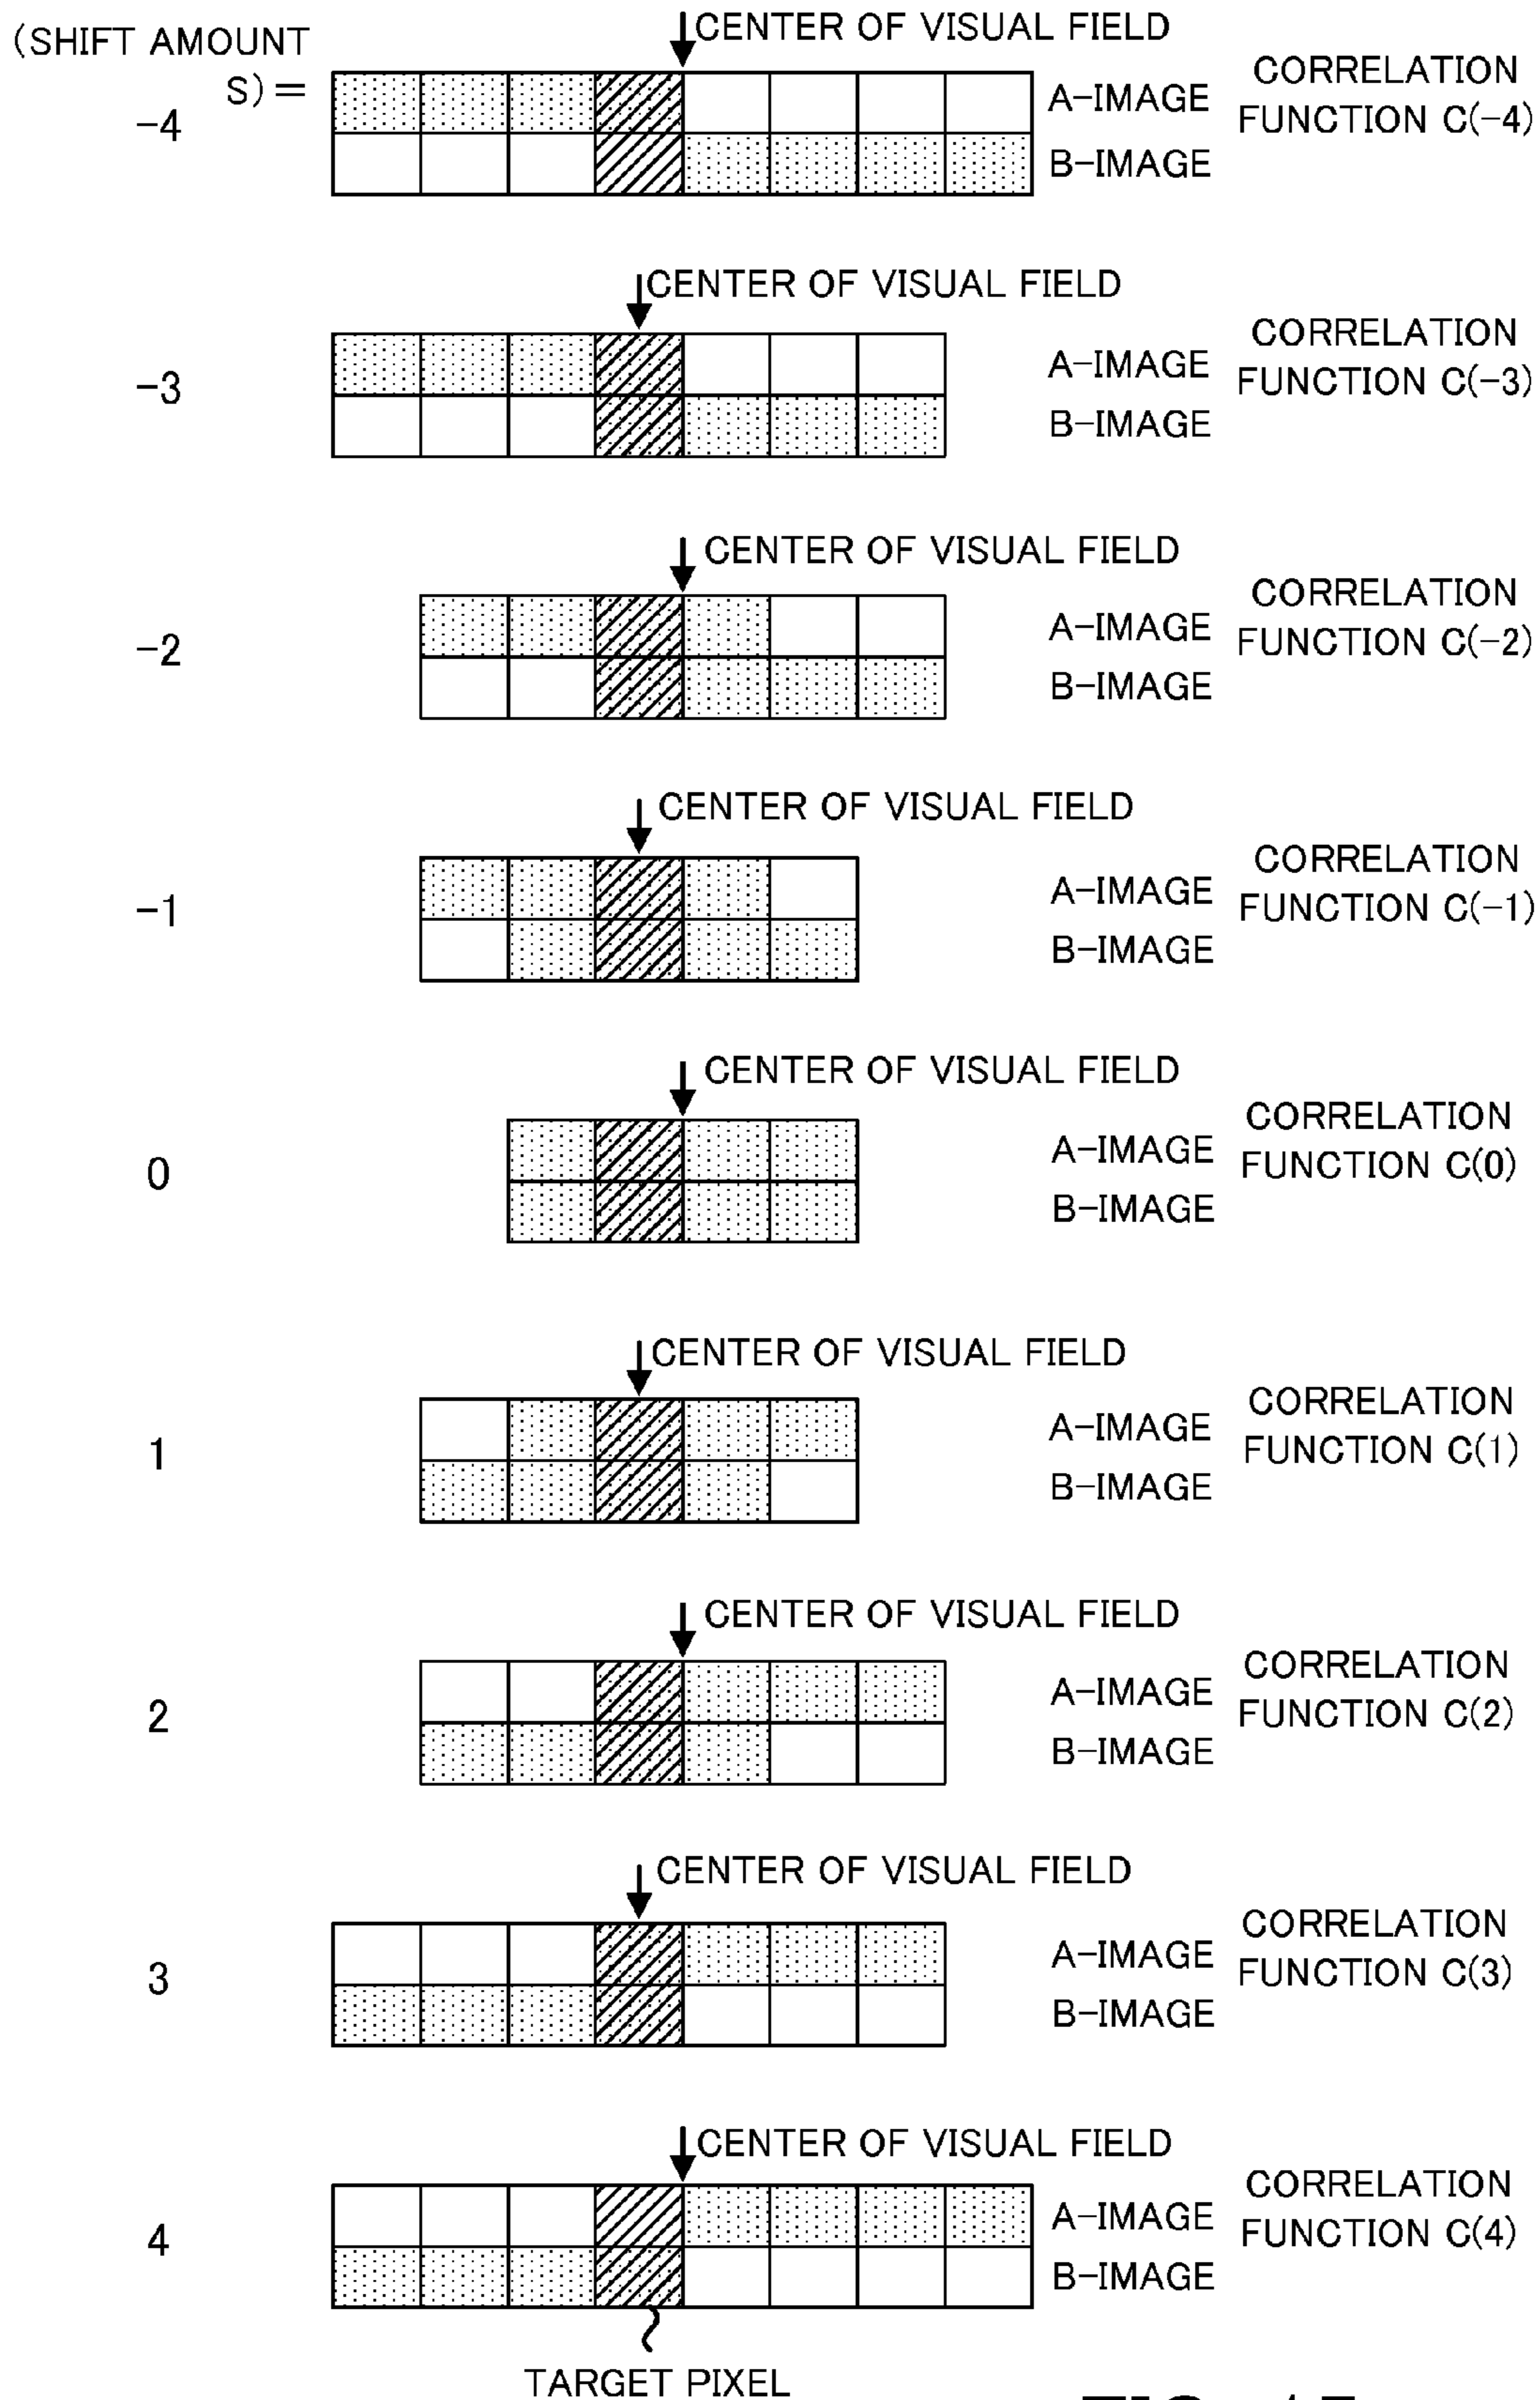 (SHIFT AMOUNT
S) =
CENTER OF VISUAL FIELD
-4
A-IMAGE
B-IMAGE
CORRELATION
FUNCTION C(-4)
CENTER OF VISUAL FIELD
-3
A-IMAGE
B-IMAGE
CORRELATION
FUNCTION C(-3)
CENTER OF VISUAL FIELD
-2
A-IMAGE
B-IMAGE
CORRELATION
FUNCTION C(-2)
CENTER OF VISUAL FIELD
-1
A-IMAGE
B-IMAGE
CORRELATION
FUNCTION C(-1)
CENTER OF VISUAL FIELD
0
A-IMAGE
B-IMAGE
CORRELATION
FUNCTION C(0)
CENTER OF VISUAL FIELD
1
A-IMAGE
B-IMAGE
CORRELATION
FUNCTION C(1)
CENTER OF VISUAL FIELD
2
A-IMAGE
B-IMAGE
CORRELATION
FUNCTION C(2)
CENTER OF VISUAL FIELD
3
A-IMAGE
B-IMAGE
CORRELATION
FUNCTION C(3)
CENTER OF VISUAL FIELD
4
A-IMAGE
B-IMAGE
CORRELATION
FUNCTION C(4)
TARGET PIXEL